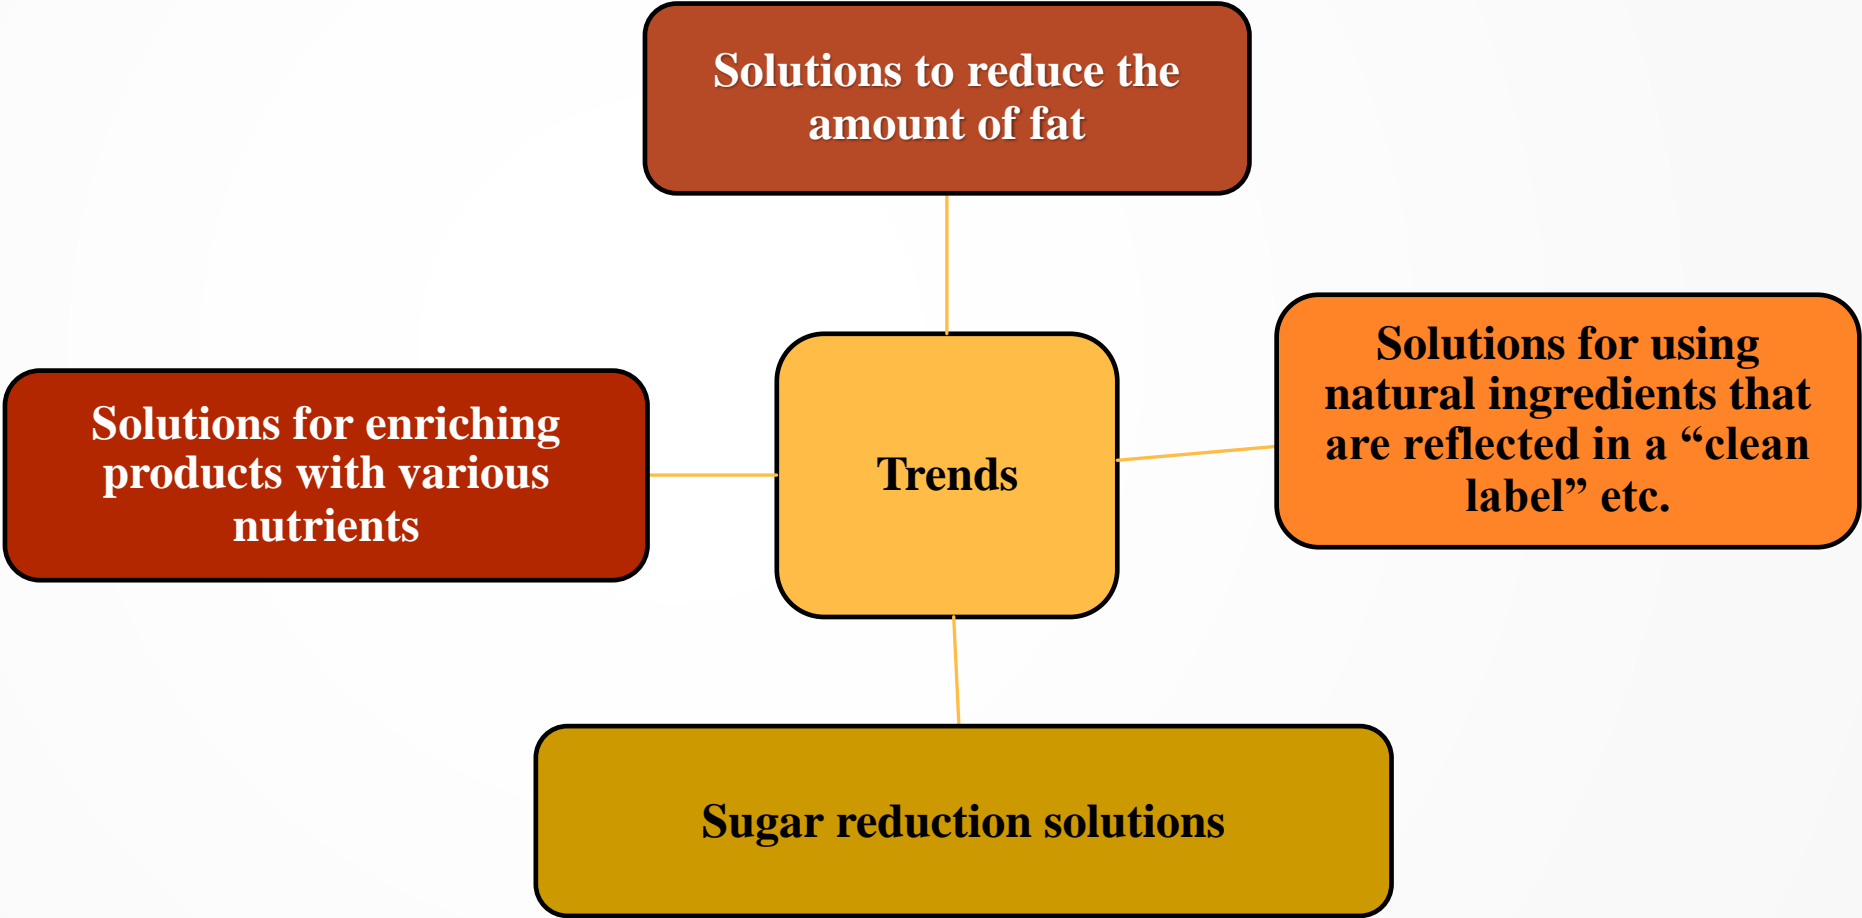 Solutions to reduce the
amount of fat
Solutions for using
natural ingredients that
are reflected in a “clean
label” etc.
Solutions for enriching
products with various
nutrients
Trends
Sugar reduction solutions